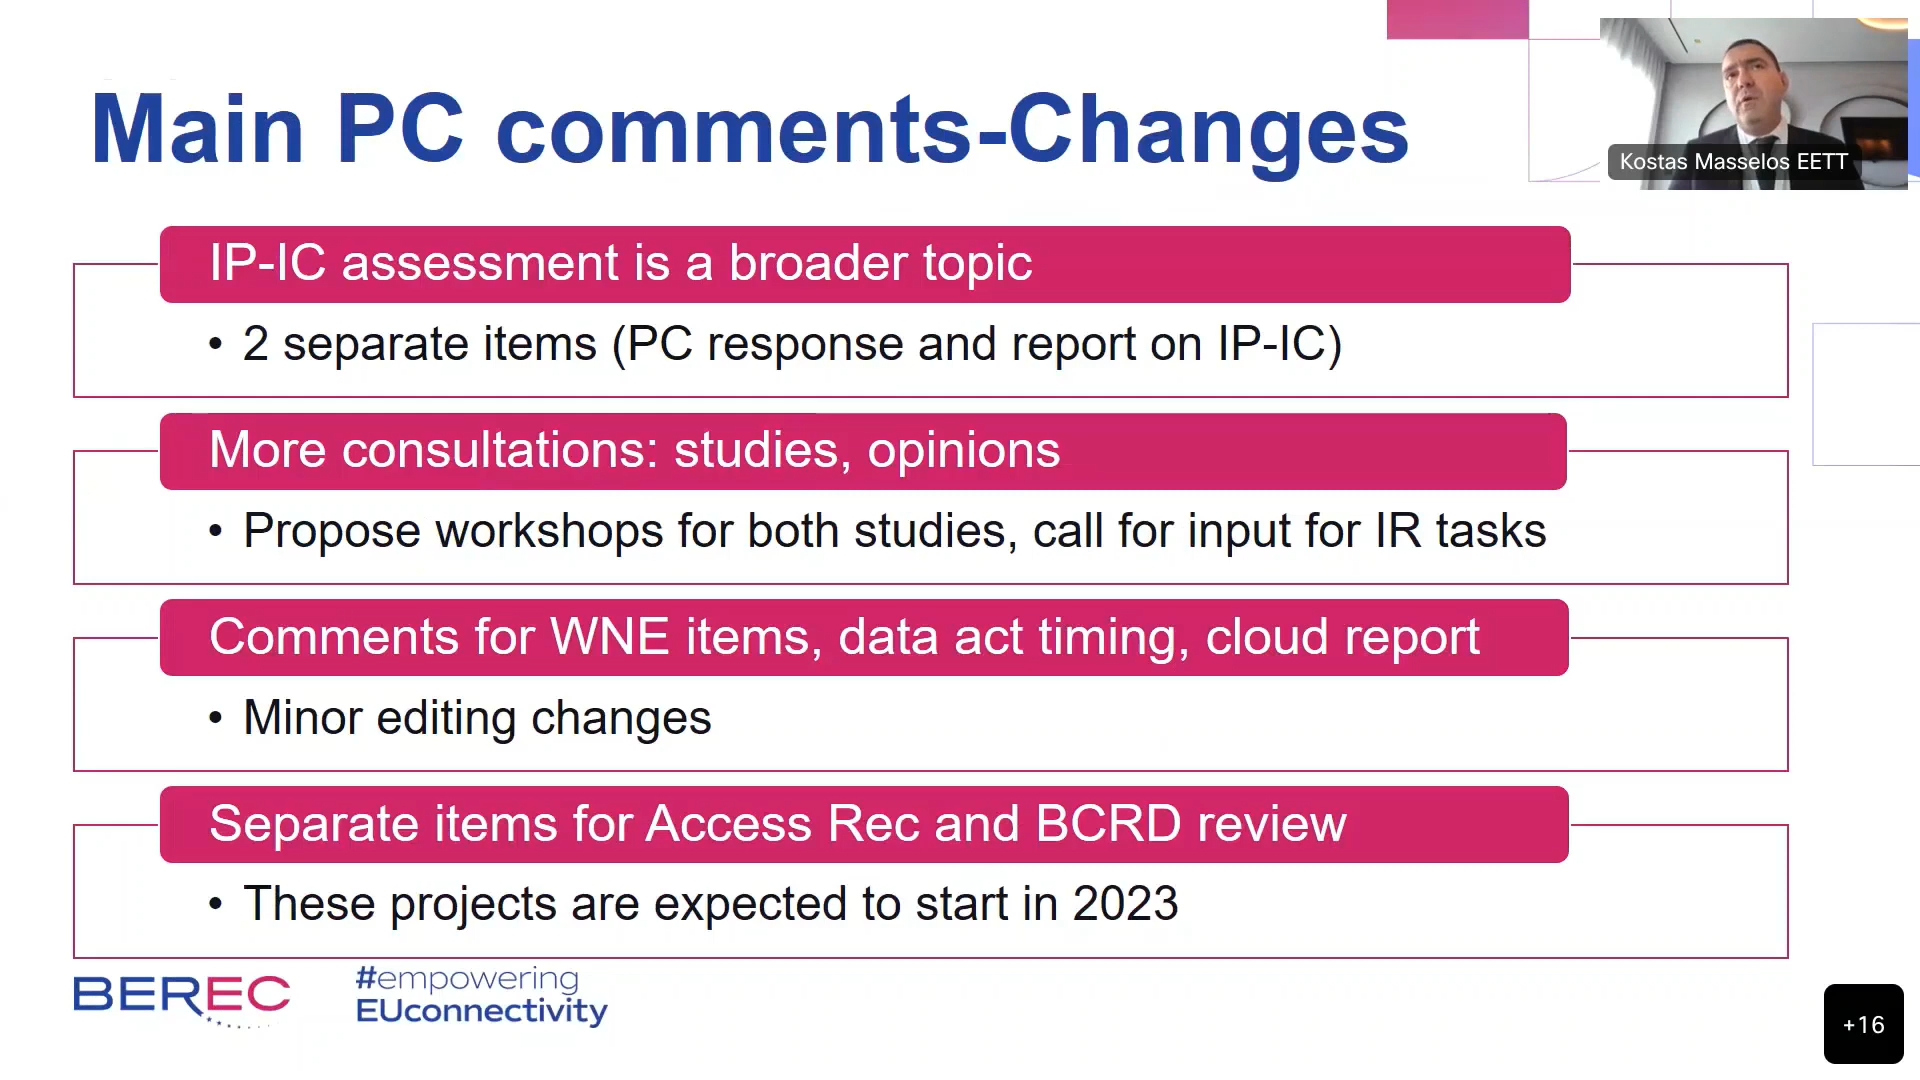 Main PC comments-Changes
Kostas Masselos EETT
IP-IC assessment is a broader topic
• 2 separate items (PC response and report on IP-IC)
More consultations: studies, opinions
• Propose workshops for both studies, call for input for IR tasks
Comments for WNE items, data act timing, cloud report
• Minor editing changes
Separate items for Access Rec and BCRD review
• These projects are expected to start in 2023
BEREC
#empowering
EUconnectivity
+16